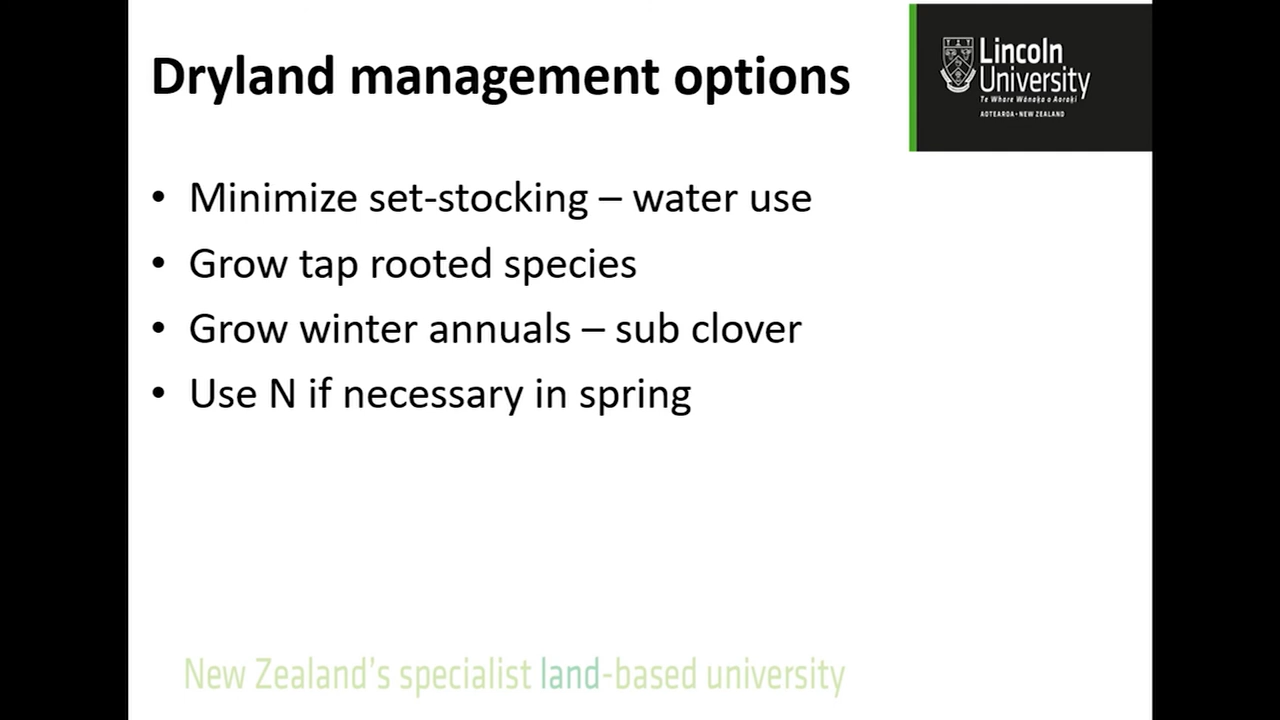 Dryland management options
Lincoln
University
Te Whare Wānaka o Aoraki
AOTEAROA • NEW ZEALAND
• Minimize set-stocking – water use
• Grow tap rooted species
• Grow winter annuals – sub clover
• Use N if necessary in spring
New Zealand's specialist land-based university